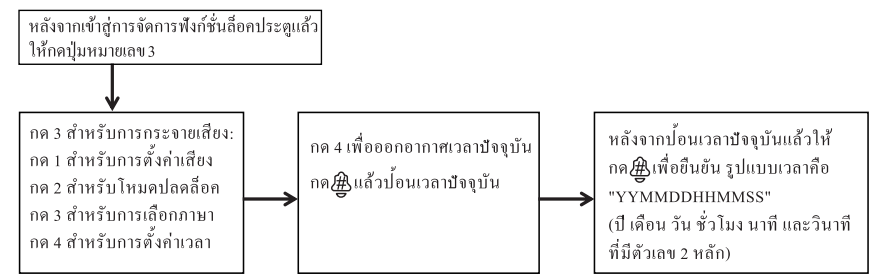 หลังจากเข้าสู่การจัดการฟังก์ชั่นล็อคประตูแล้ว
ให้กดปุ่มหมายเลข 3
กด 3 สำหรับการกระจายเสียง:
กด 1 สำหรับการตั้งค่าเสียง
กด 2 สำหรับโหมดปลดล็อค
กด 3 สำหรับการเลือกภาษา
กด 4 สำหรับการตั้งค่าเวลา
กด 4 เพื่อออกอากาศเวลาปัจจุบัน
กด # แล้วป้อนเวลาปัจจุบัน
หลังจากป้อนเวลาปัจจุบันแล้วให้
กด # เพื่อยืนยัน รูปแบบเวลาคือ
"YYMMDDHHMMSS"
(ปี เดือน วัน ชั่วโมง นาที และวินาที
ที่มีตัวเลข 2 หลัก)